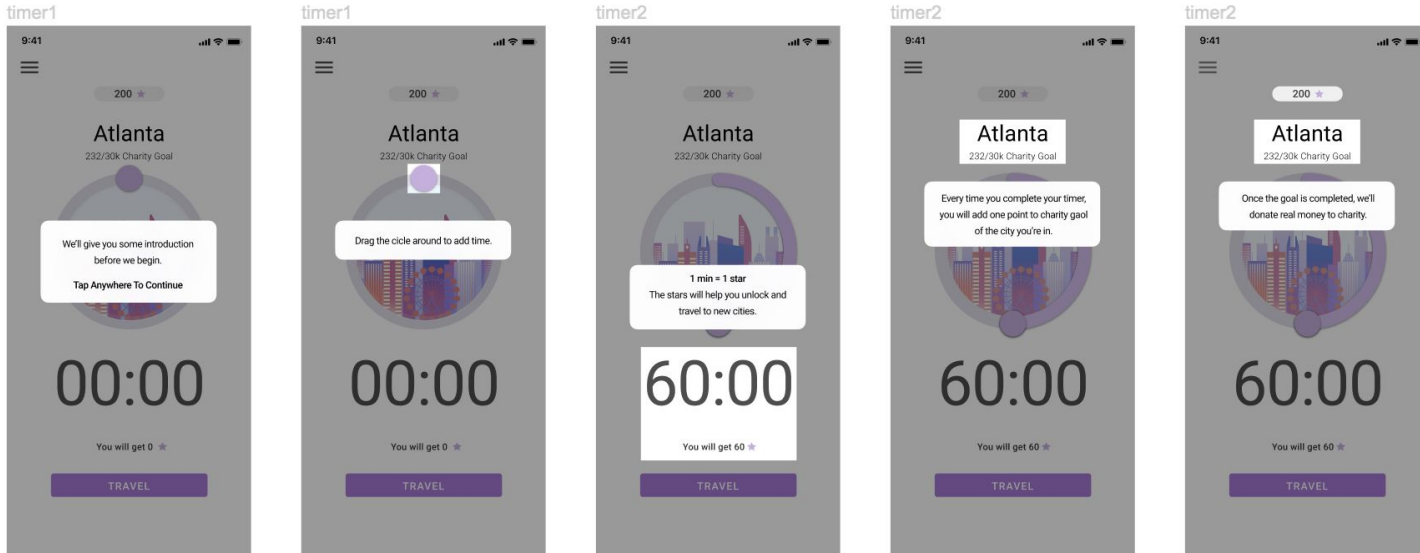 timer1
9:41
200
Atlanta
232/30k Charity Goal
We'll give you some introduction
before we begin.
Tap Anywhere To Continue
00:00
You will get 0
TRAVEL
timer1
9:41
200
Atlanta
232/30k Charity Goal
Drag the cicle around to add time.
00:00
You will get 0
TRAVEL
timer2
9:41
200
Atlanta
232/30k Charity Goal
1 min = 1 star
The stars will help you unlock and
travel to new cities.
60:00
You will get 60
TRAVEL
timer2
9:41
200
Atlanta
232/30k Charity Goal
Every time you complete your timer,
you will add one point to charity gaol
of the city you're in.
60:00
You will get 60
TRAVEL
timer2
9:41
200
Atlanta
232/30k Charity Goal
Once the goal is completed, we'll
donate real money to charity.
60:00
You will get 60
TRAVEL